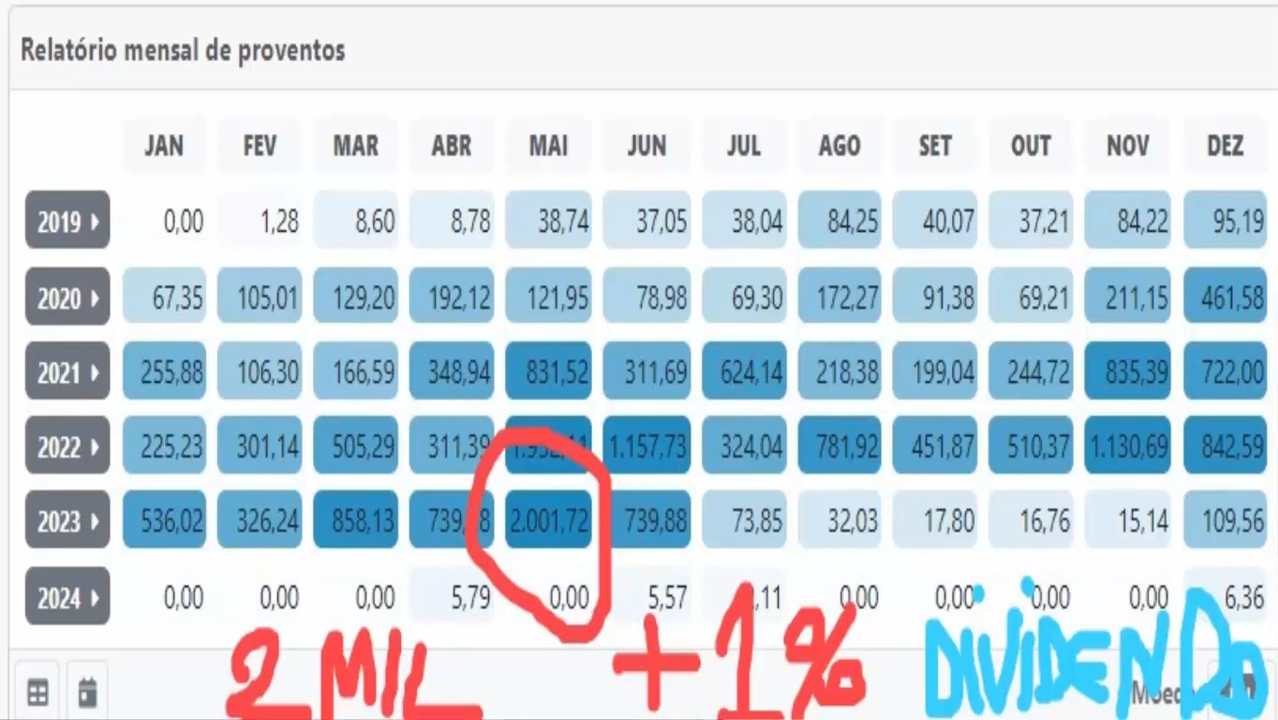 Relatório mensal de proventos
JAN FEV MAR ABR MAI JUN JUL AGO SET OUT NOV DEZ
2019 0,00 1,28 8,60 8,78 38,74 37,05 38,04 84,25 40,07 37,21 84,22 95,19
2020 67,35 105,01 129,20 192,12 121,95 78,98 69,30 172,27 91,38 69,21 211,15 461,58
2021 255,88 106,30 166,59 348,94 831,52 311,69 624,14 218,38 199,04 244,72 835,39 722,00
2022 225,23 301,14 505,29 311,39 1.157,73 324,04 781,92 451,87 510,37 1.130,69 842,59
2023 536,02 326,24 858,13 2.001,72 739,88 73,85 32,03 17,80 16,76 15,14 109,56
2024 0,00 0,00 0,00 5,79 0,00 5,57 0,00 0,00 0,00 0,00 6,36
2 MIL +1% DIVIDENDO